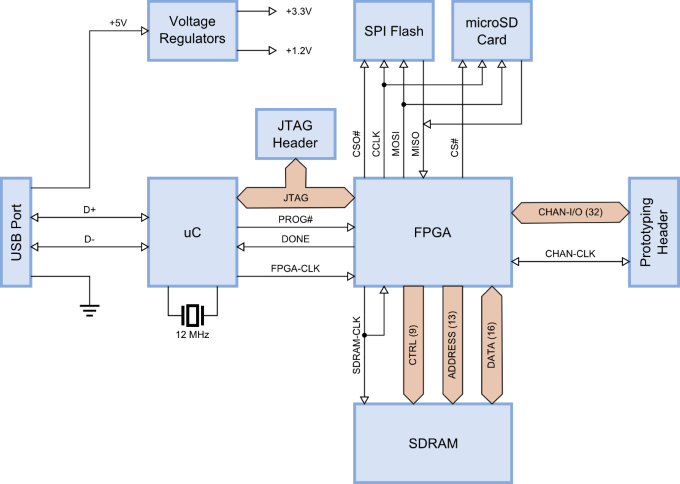 +5V
Voltage
Regulators
+3.3V
+1.2V
SPI Flash
microSD
Card
CSO#
CCLK
MOSI
MISO
CS#
JTAG
Header
JTAG
USB Port
D+
D-
uC
PROG#
DONE
FPGA-CLK
12 MHz
FPGA
CHAN-I/O (32)
CHAN-CLK
Prototyping
Header
SDRAM-CLK
CTRL (9)
ADDRESS (13)
DATA (16)
SDRAM